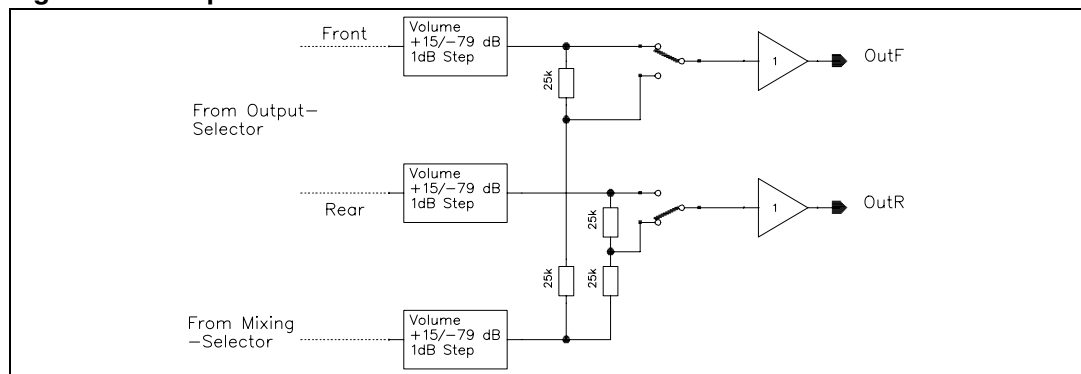 Front
Volume
+15/-79 dB
1dB Step
25k
1
OutF
From Output-
Selector
Volume
+15/-79 dB
1dB Step
Rear
25k
1
OutR
25k
25k
From Mixing
-Selector
Volume
+15/-79 dB
1dB Step